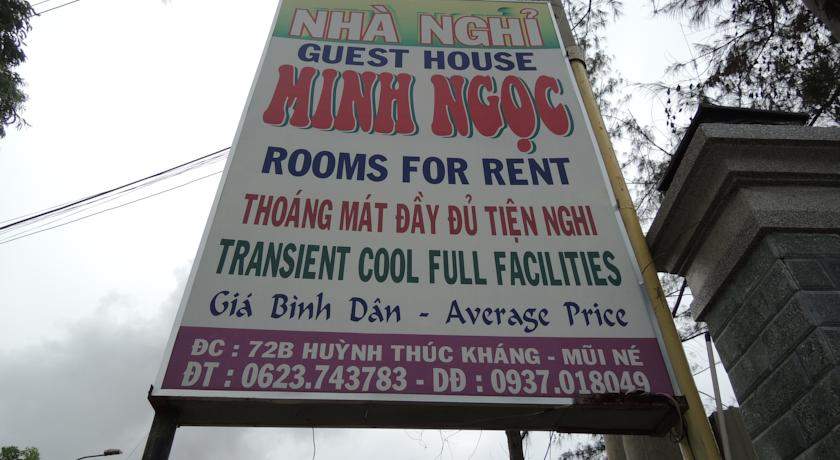 NHÀ NGHỈ
GUEST HOUSE
MINH NGỌC
ROOMS FOR RENT
THOÁNG MÁT ĐẦY ĐỦ TIỆN NGHI
TRANSIENT COOL FULL FACILITIES
Giá Bình Dân - Average Price
ĐC : 72B HUỲNH THÚC KHÁNG - MŨI NÉ
ĐT : 0623.743783 - DĐ : 0937.018049